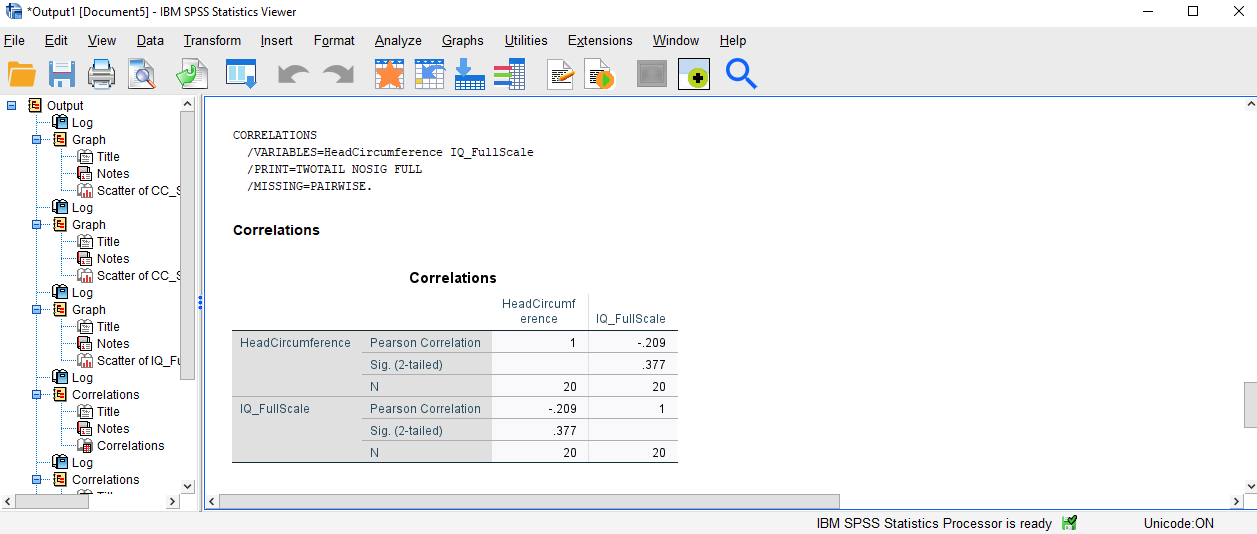 *Output1 [Document5] - IBM SPSS Statistics Viewer
File Edit View Data Transform Insert Format Analyze Graphs Utilities Extensions Window Help
Output
Log
Graph
Title
Notes
Scatter of CC_S
Log
Graph
Title
Notes
Scatter of CC_S
Log
Graph
Title
Notes
Scatter of IQ_Fu
Log
Correlations
Title
Notes
Correlations
Log
Correlations
CORRELATIONS
/VARIABLES=HeadCircumference IQ_FullScale
/PRINT=TWOTAIL NOSIG FULL
/MISSING=PAIRWISE.
Correlations
Correlations
HeadCircumf
erence IQ_FullScale
HeadCircumference Pearson Correlation 1 -.209
Sig. (2-tailed) .377
N 20 20
IQ_FullScale Pearson Correlation -.209 1
Sig. (2-tailed) .377
N 20 20
IBM SPSS Statistics Processor is ready Unicode:ON